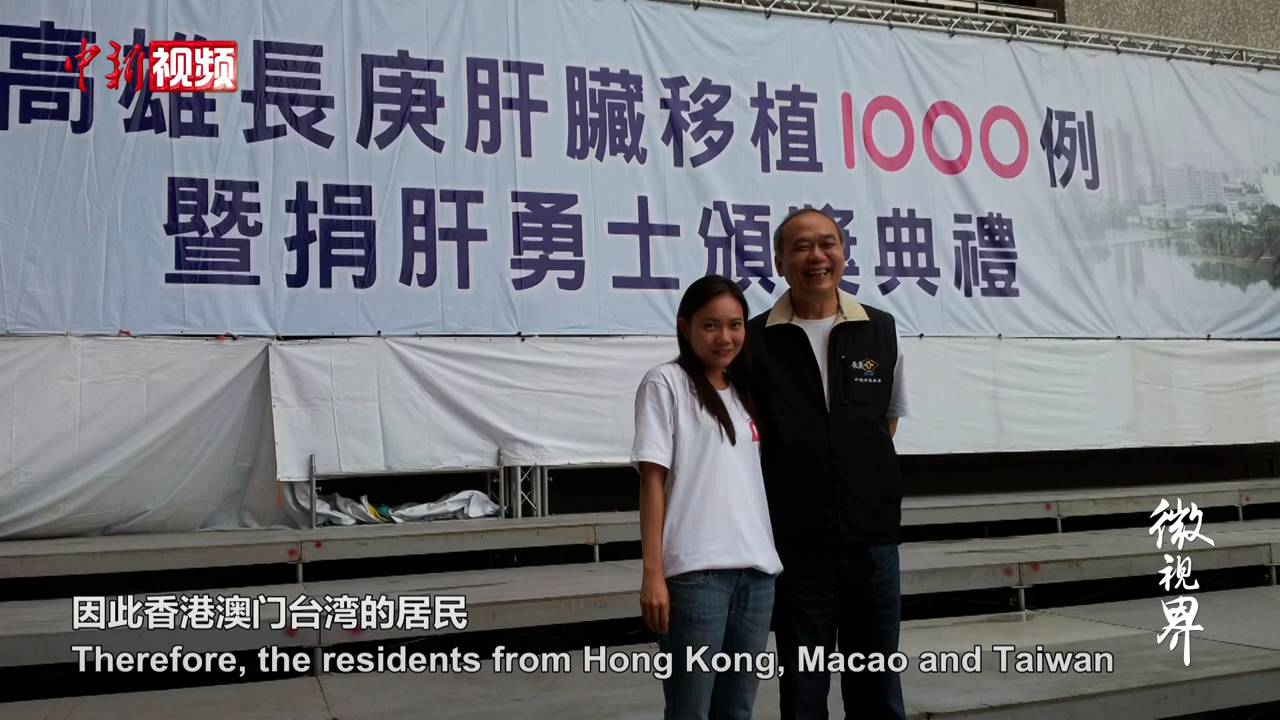 中新视频
高雄長庚肝臟移植1000例
暨捐肝勇士頒獎典禮
微視界
因此香港澳门台湾的居民
Therefore, the residents from Hong Kong, Macao and Taiwan